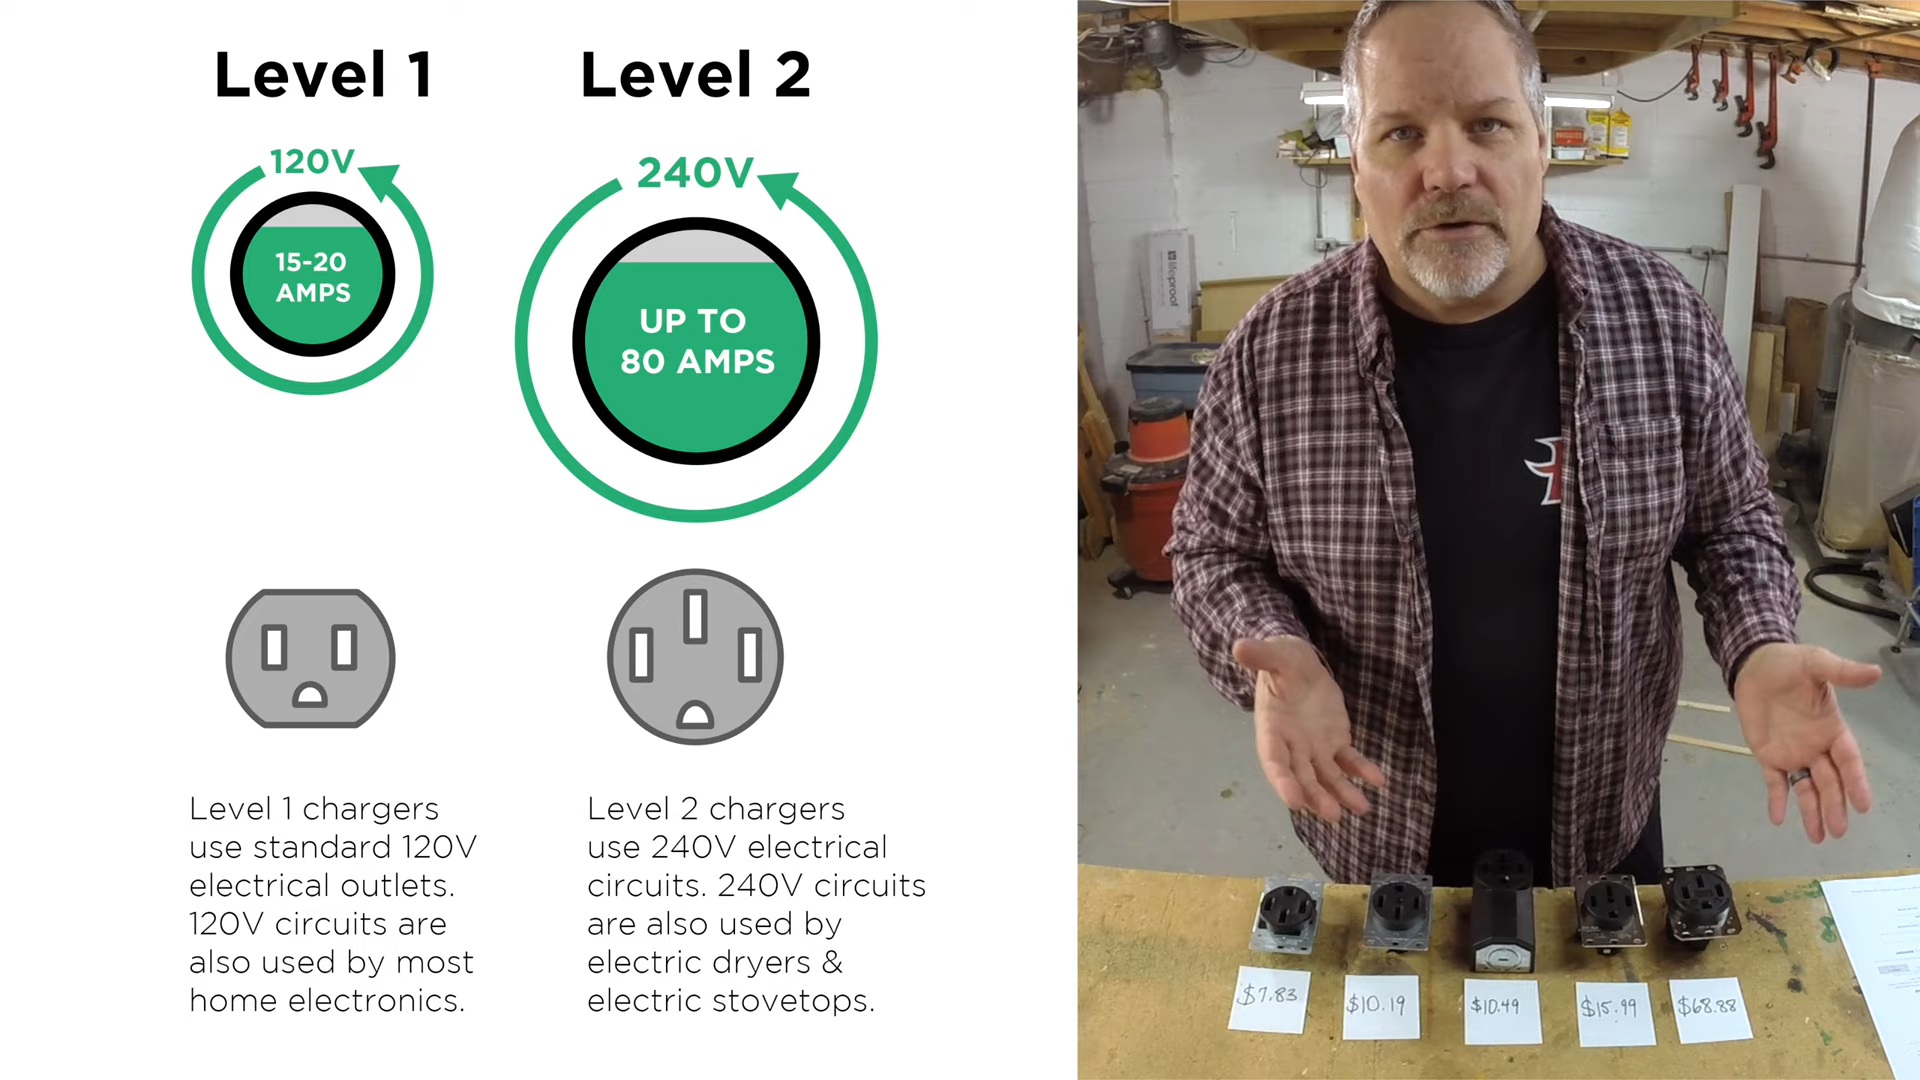 Level 1
120V
15-20
AMPS
Level 1 chargers
use standard 120V
electrical outlets.
120V circuits are
also used by most
home electronics.
Level 2
240V
UP TO
80 AMPS
Level 2 chargers
use 240V electrical
circuits. 240V circuits
are also used by
electric dryers &
electric stovetops.
lifeproof
$7.83
$10.19
$10.49
$15.99
$68.88